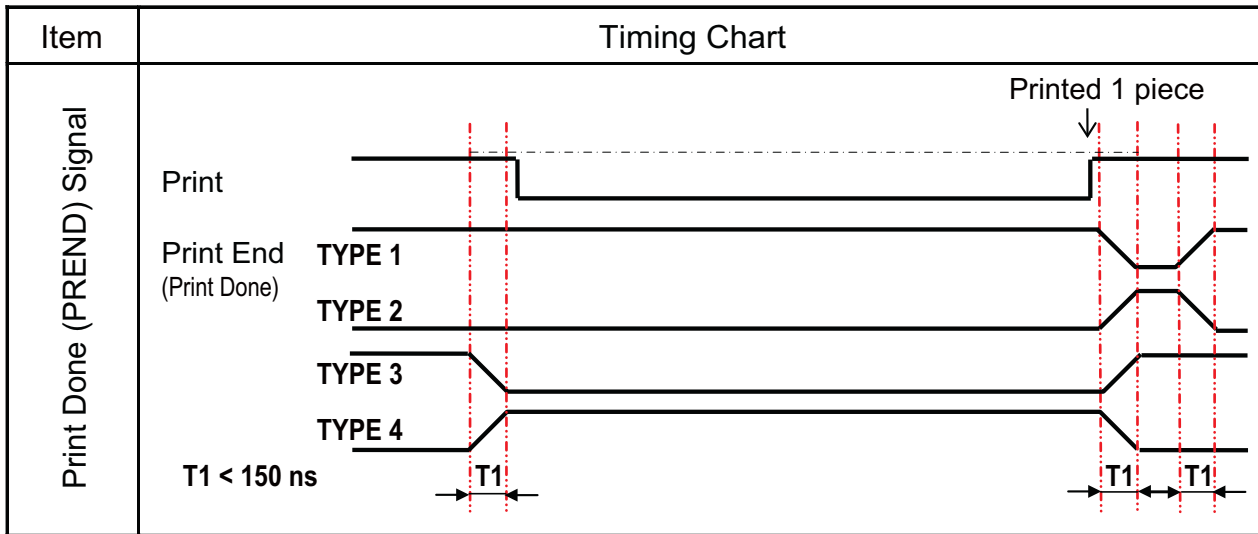 Item
Timing Chart
Print Done (PREND) Signal
Printed 1 piece
Print
Print End TYPE 1
(Print Done)
TYPE 2
TYPE 3
TYPE 4
T1 < 150 ns
T1
T1
T1